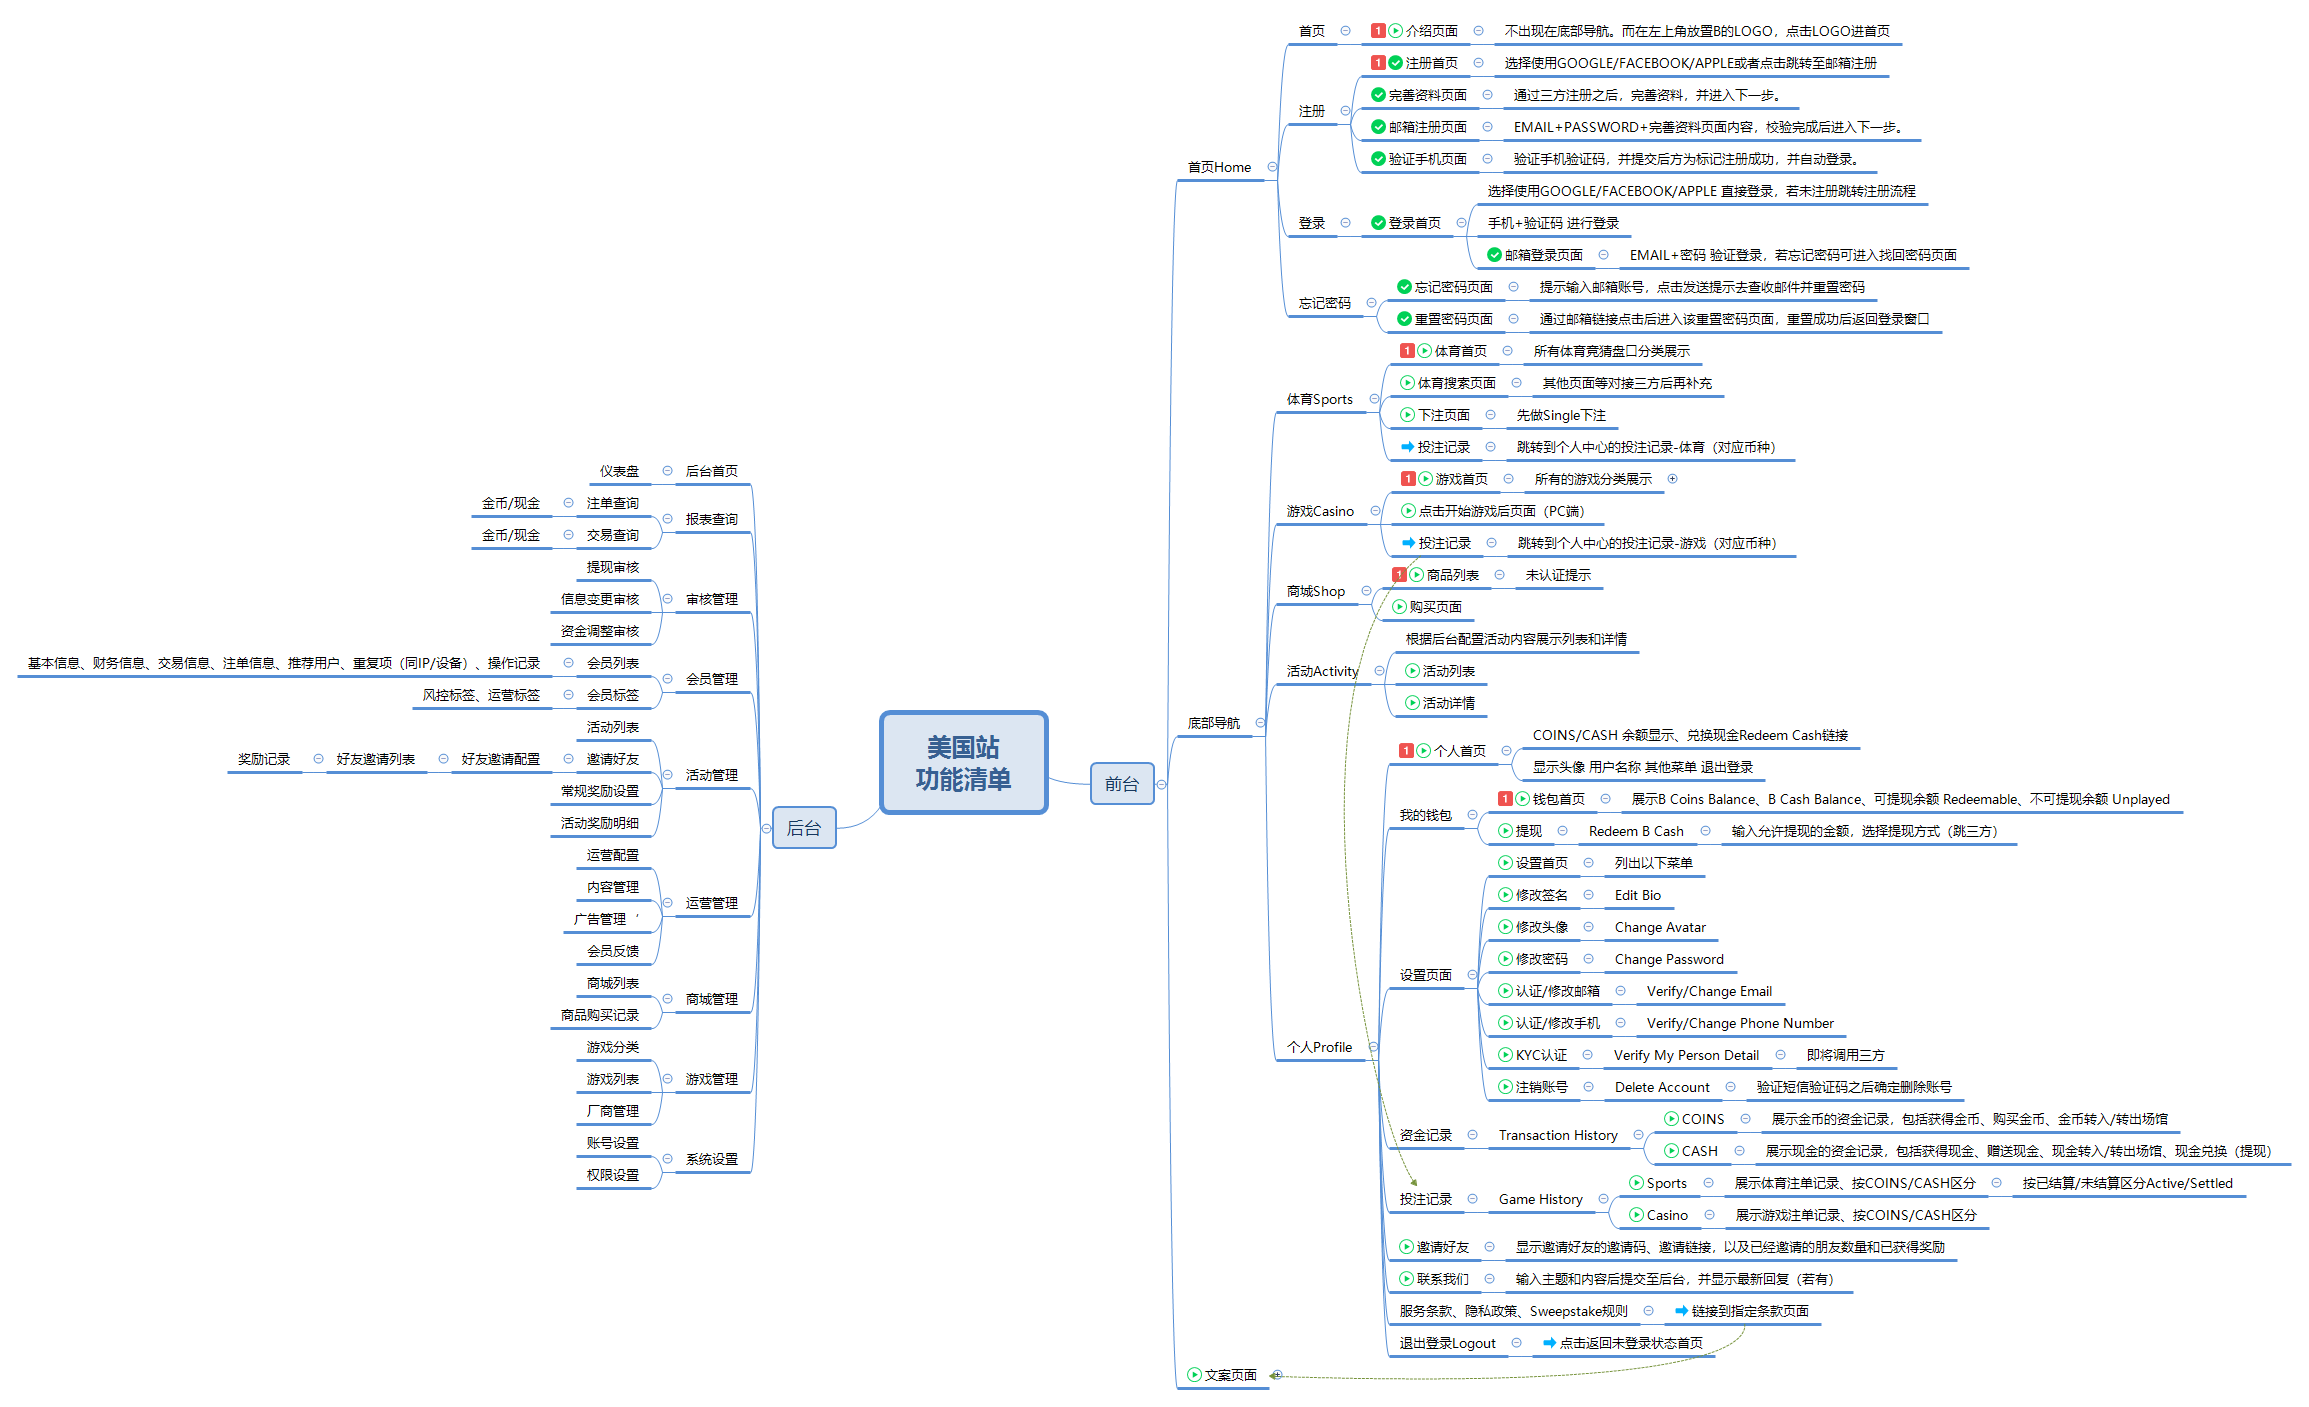 美国站
功能清单
前台
首页Home
首页
1
介绍页面
不出现在底部导航。而在左上角放置B的LOGO，点击LOGO进首页
注册
1
注册首页
选择使用GOOGLE/FACEBOOK/APPLE或者点击跳转至邮箱注册
完善资料页面
通过三方注册之后，完善资料，并进入下一步。
邮箱注册页面
EMAIL+PASSWORD+完善资料页面内容，校验完成后进入下一步。
验证手机页面
验证手机验证码，并提交后方为标记注册成功，并自动登录。
登录
登录首页
选择使用GOOGLE/FACEBOOK/APPLE 直接登录，若未注册跳转注册流程
手机+验证码 进行登录
邮箱登录页面
EMAIL+密码 验证登录，若忘记密码可进入找回密码页面
忘记密码
忘记密码页面
提示输入邮箱账号，点击发送提示去查收邮件并重置密码
重置密码页面
通过邮箱链接点击后进入该重置密码页面，重置成功后返回登录窗口
底部导航
体育Sports
1
体育首页
所有体育竞猜盘口分类展示
体育搜索页面
其他页面等对接三方后再补充
下注页面
先做Single下注
投注记录
跳转到个人中心的投注记录-体育（对应币种）
游戏Casino
1
游戏首页
所有的游戏分类展示
点击开始游戏后页面（PC端）
投注记录
跳转到个人中心的投注记录-游戏（对应币种）
商城Shop
1
商品列表
未认证提示
购买页面
活动Activity
根据后台配置活动内容展示列表和详情
活动列表
活动详情
个人Profile
1
个人首页
COINS/CASH 余额显示、兑换现金Redeem Cash链接
显示头像 用户名称 其他菜单 退出登录
我的钱包
1
钱包首页
展示B Coins Balance、B Cash Balance、可提现余额 Redeemable、不可提现余额 Unplayed
提现
Redeem B Cash
输入允许提现的金额，选择提现方式（跳三方）
设置页面
设置首页
列出以下菜单
修改签名
Edit Bio
修改头像
Change Avatar
修改密码
Change Password
认证/修改邮箱
Verify/Change Email
认证/修改手机
Verify/Change Phone Number
KYC认证
Verify My Person Detail
即将调用三方
注销账号
Delete Account
验证短信验证码之后确定删除账号
资金记录
Transaction History
COINS
展示金币的资金记录，包括获得金币、购买金币、金币转入/转出场馆
CASH
展示现金的资金记录，包括获得现金、赠送现金、现金转入/转出场馆、现金兑换（提现）
投注记录
Game History
Sports
展示体育注单记录、按COINS/CASH区分
按已结算/未结算区分Active/Settled
Casino
展示游戏注单记录、按COINS/CASH区分
邀请好友
显示邀请好友的邀请码、邀请链接，以及已经邀请的朋友数量和已获得奖励
联系我们
输入主题和内容后提交至后台，并显示最新回复（若有）
服务条款、隐私政策、Sweepstake规则
链接到指定条款页面
退出登录Logout
点击返回未登录状态首页
文案页面
后台
后台首页
仪表盘
报表查询
注单查询
金币/现金
交易查询
金币/现金
审核管理
提现审核
信息变更审核
资金调整审核
会员管理
会员列表
基本信息、财务信息、交易信息、注单信息、推荐用户、重复项（同IP/设备）、操作记录
会员标签
风控标签、运营标签
活动管理
活动列表
邀请好友
好友邀请配置
好友邀请列表
奖励记录
常规奖励设置
活动奖励明细
运营管理
运营配置
内容管理
广告管理‘
会员反馈
商城管理
商城列表
商品购买记录
游戏管理
游戏分类
游戏列表
厂商管理
系统设置
账号设置
权限设置